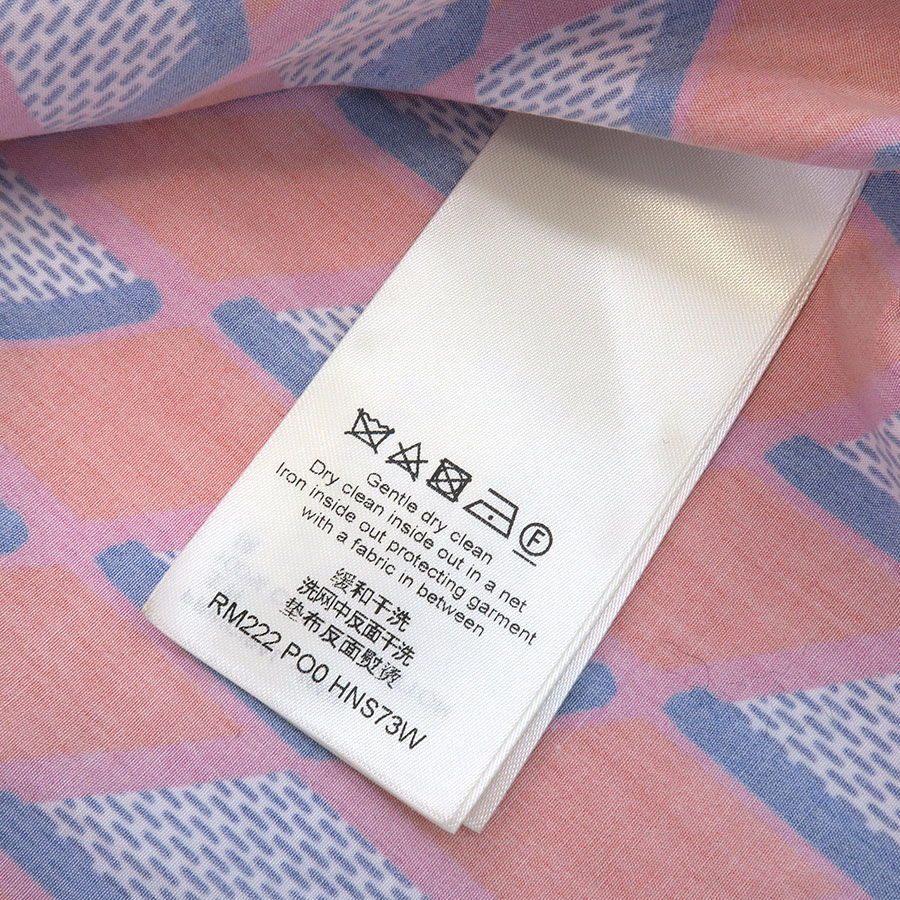 F
Gentle dry clean
Dry clean inside out in a net
Iron inside out protecting garment
with a fabric in between
缓和干洗
洗网中反面干洗
垫布反面熨烫
RM222 PO0 HNS73W